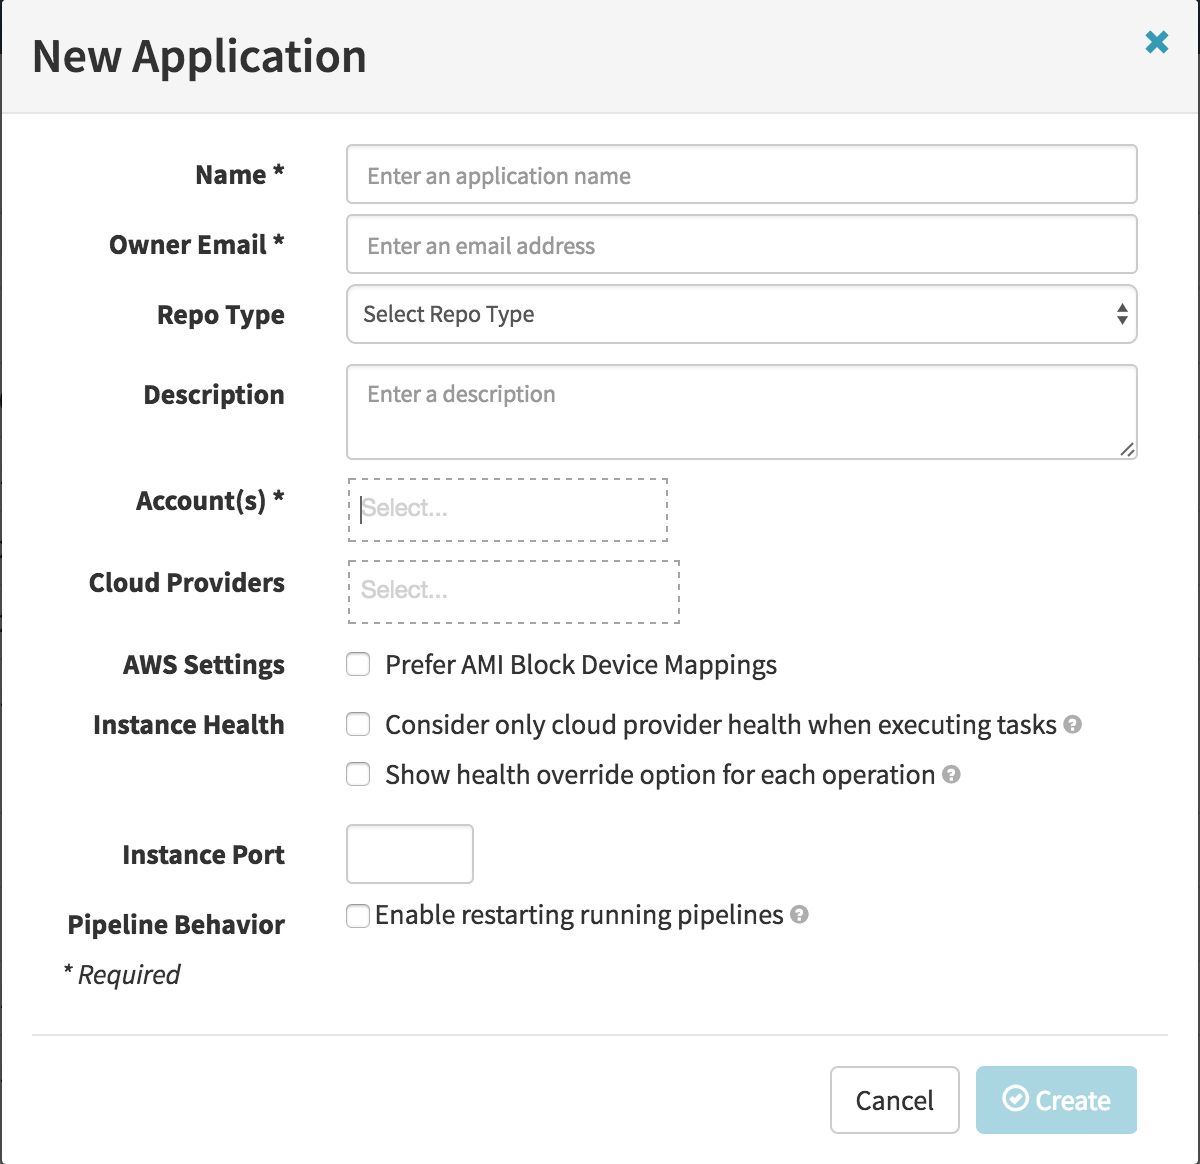 New Application
Name *
Enter an application name
Owner Email *
Enter an email address
Repo Type
Select Repo Type
Description
Enter a description
Account(s) *
Select...
Cloud Providers
Select...
AWS Settings
Prefer AMI Block Device Mappings
Instance Health
Consider only cloud provider health when executing tasks ?
Show health override option for each operation ?
Instance Port
Pipeline Behavior
Enable restarting running pipelines ?
* Required
Cancel
Create